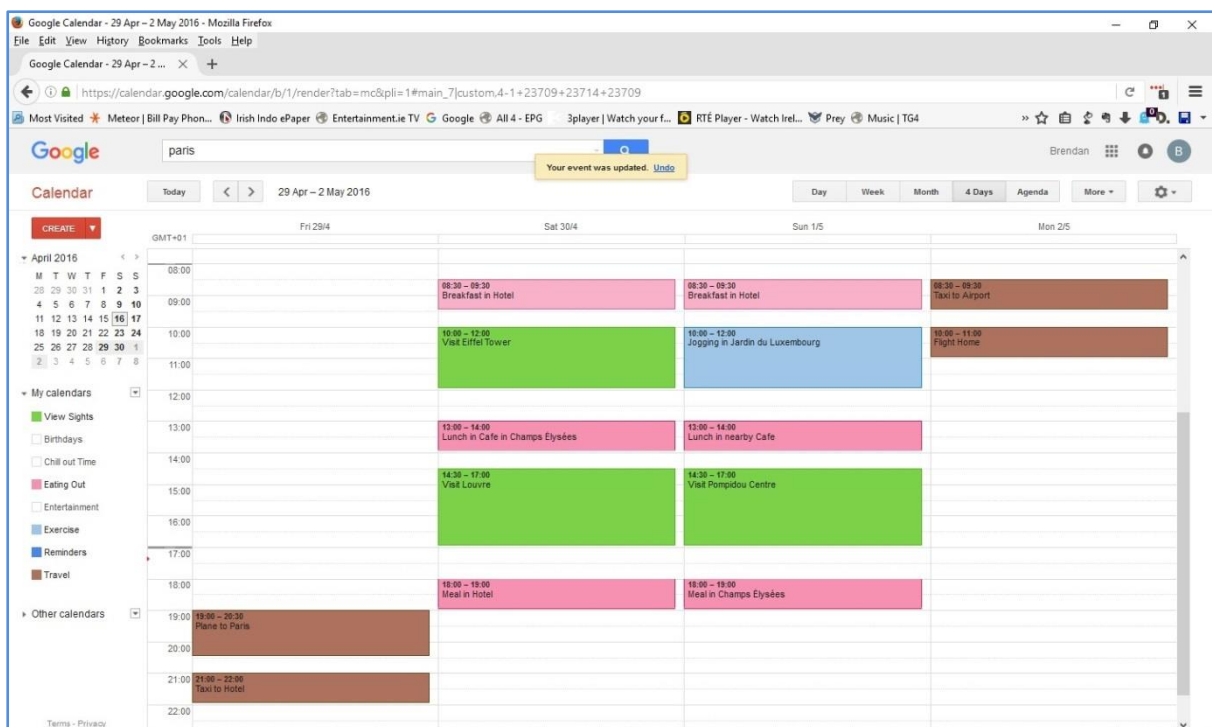 Google Calendar - 29 Apr – 2 May 2016 - Mozilla Firefox
File Edit View History Bookmarks Tools Help
Google Calendar - 29 Apr – 2 ...
https://calendar.google.com/calendar/b/1/render?tab=mc&pli=1#main_7|custom.4-1+23709+23714+23709
Most Visited Meteor | Bill Pay Phon... Irish Indo ePaper Entertainment.ie TV Google All 4 - EPG 3player | Watch your f... RTÉ Player - Watch Irel... Prey Music | TG4
Google paris Brendan B
Your event was updated. Undo
Calendar Today 29 Apr – 2 May 2016 Day Week Month 4 Days Agenda More
CREATE
GMT+01 Fri 29/4 Sat 30/4 Sun 1/5 Mon 2/5
April 2016
M T W T F S S
28 29 30 31 1 2 3
4 5 6 7 8 9 10
11 12 13 14 15 16 17
18 19 20 21 22 23 24
25 26 27 28 29 30 1
2 3 4 5 6 7 8
My calendars
View Sights
Birthdays
Chill out Time
Eating Out
Entertainment
Exercise
Reminders
Travel
Other calendars
Terms - Privacy
08:00
09:00
10:00
11:00
12:00
13:00
14:00
15:00
16:00
17:00
18:00
19:00
20:00
21:00
22:00
19:00 – 20:30
Plane to Paris
21:00 – 22:00
Taxi to Hotel
08:30 – 09:30
Breakfast in Hotel
10:00 – 12:00
Visit Eiffel Tower
13:00 – 14:00
Lunch in Cafe in Champs Élysées
14:30 – 17:00
Visit Louvre
18:00 – 19:00
Meal in Hotel
08:30 – 09:30
Breakfast in Hotel
10:00 – 12:00
Jogging in Jardin du Luxembourg
13:00 – 14:00
Lunch in nearby Cafe
14:30 – 17:00
Visit Pompidou Centre
18:00 – 19:00
Meal in Champs Élysées
08:30 – 09:30
Taxi to Airport
10:00 – 11:00
Flight Home